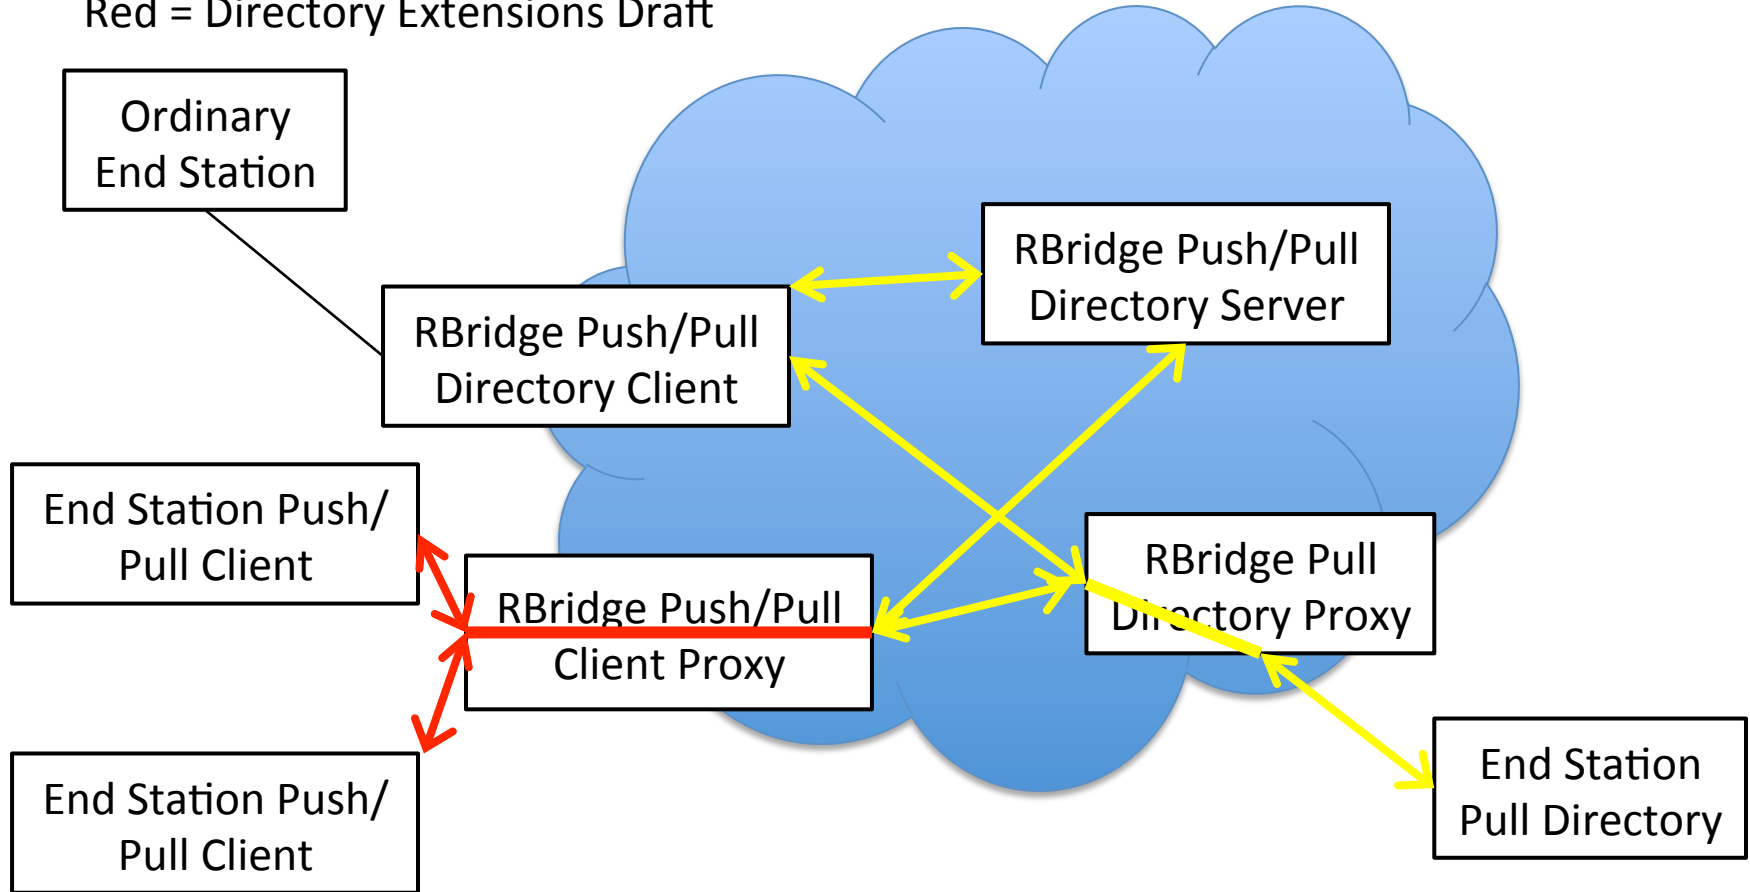 Red = Directory Extensions Draft
Ordinary
End Station
RBridge Push/Pull
Directory Server
RBridge Push/Pull
Directory Client
End Station Push/
Pull Client
RBridge Push/Pull
Client Proxy
RBridge Pull
Directory Proxy
End Station Push/
Pull Client
End Station
Pull Directory